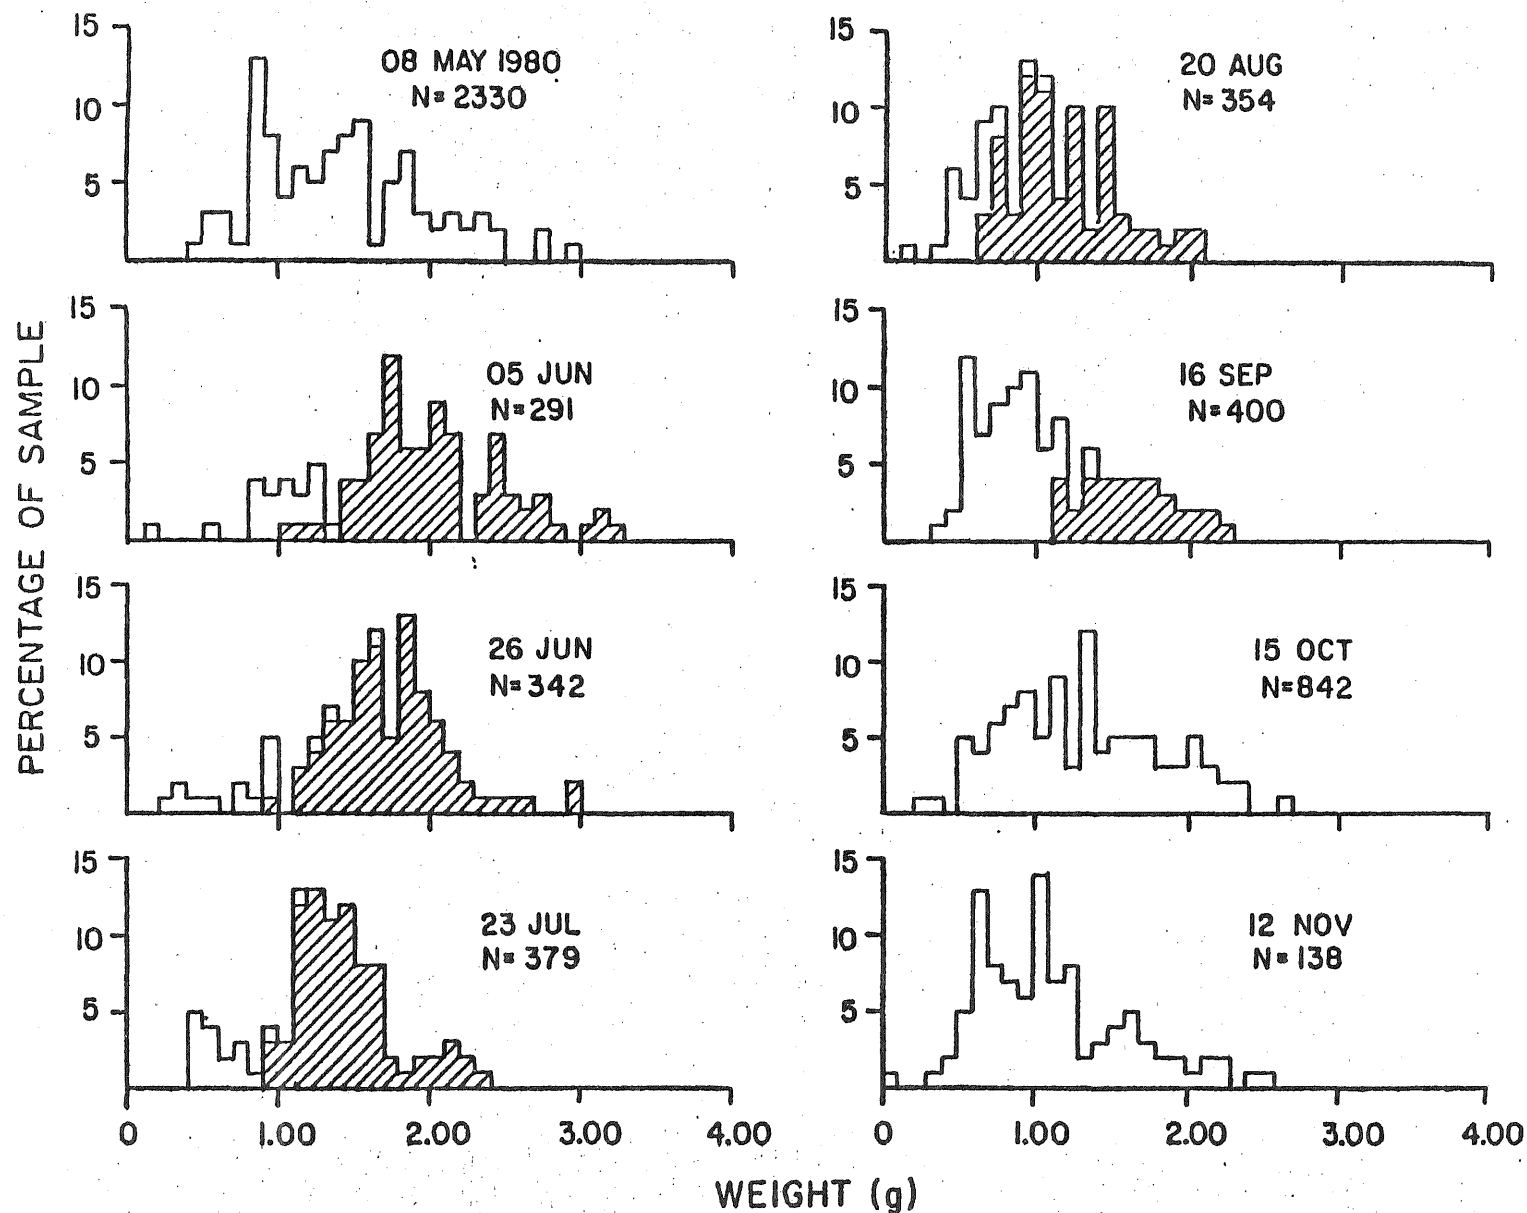 PERCENTAGE OF SAMPLE
15
10
5
08 MAY 1980
N=2330
15
10
5
05 JUN
N=291
15
10
5
26 JUN
N=342
15
10
5
23 JUL
N=379
0 1.00 2.00 3.00 4.00
15
10
5
20 AUG
N=354
15
10
5
16 SEP
N=400
15
10
5
15 OCT
N=842
15
10
5
12 NOV
N=138
0 1.00 2.00 3.00 4.00
WEIGHT (g)